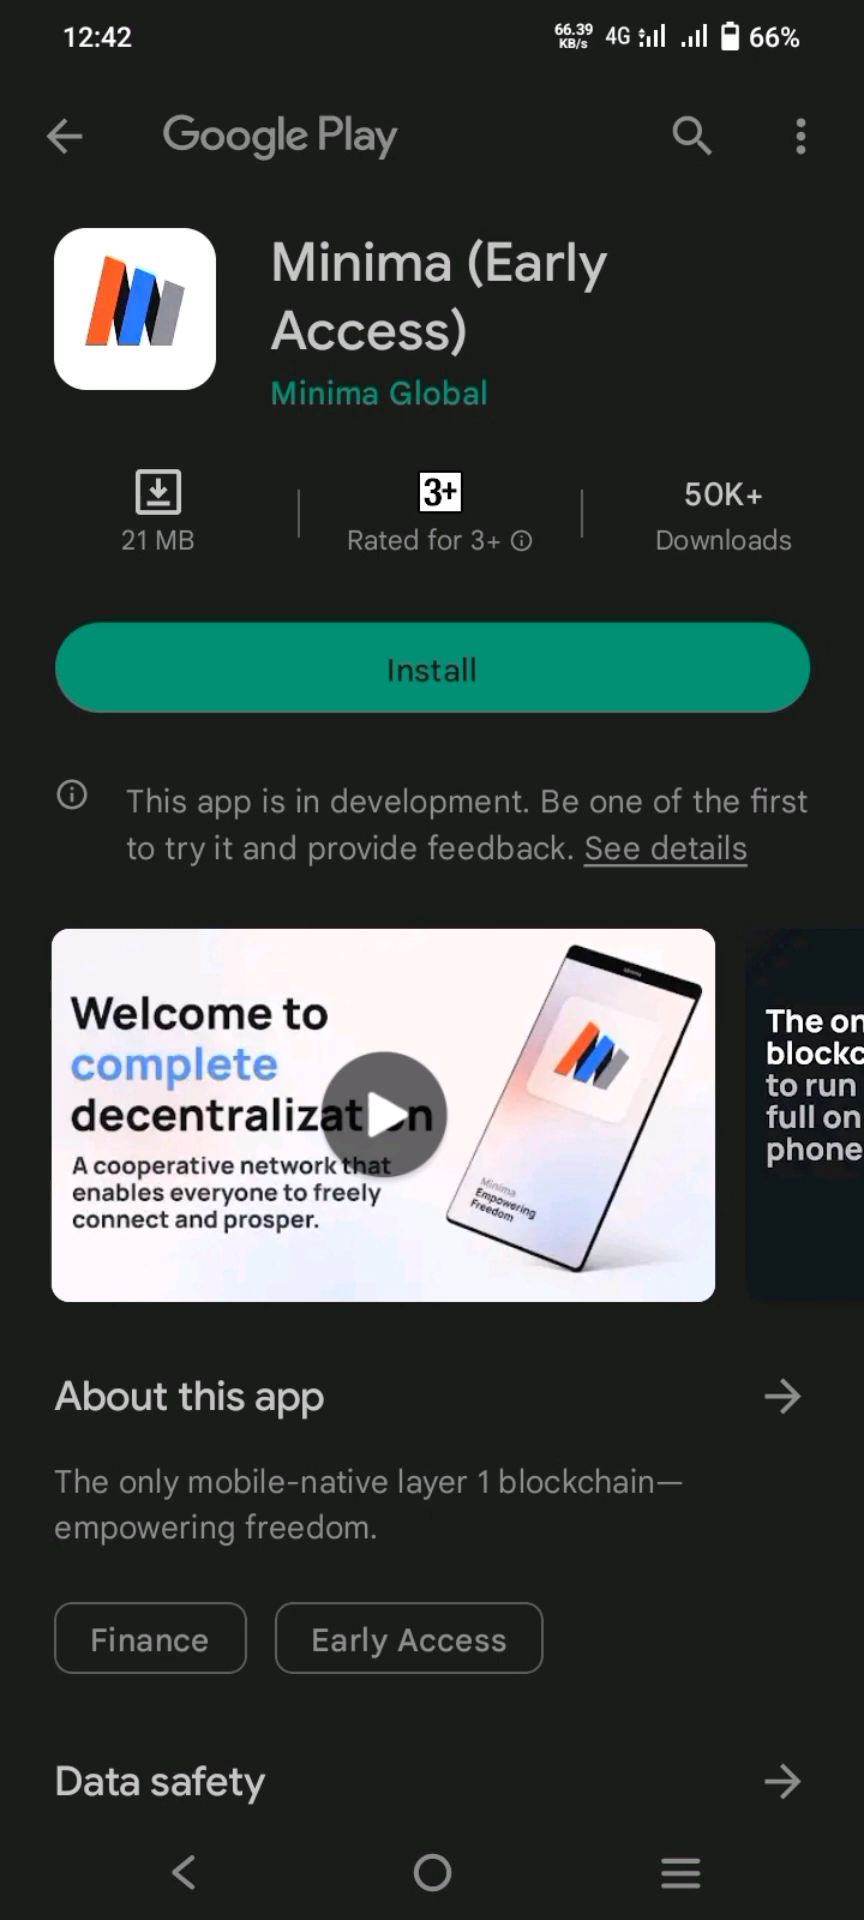 12:42
66.39
KB/s
4G
66%
Google Play
Minima (Early
Access)
Minima Global
3+
50K+
21 MB
Rated for 3+
Downloads
Install
This app is in development. Be one of the first
to try it and provide feedback. See details
Welcome to
complete
A cooperative network that
enables everyone to freely
connect and prosper.
Minima
Empowering
Freedom
to run
full on
phone
About this app
The only mobile-native layer 1 blockchain—
empowering freedom.
Finance
Early Access
Data safety